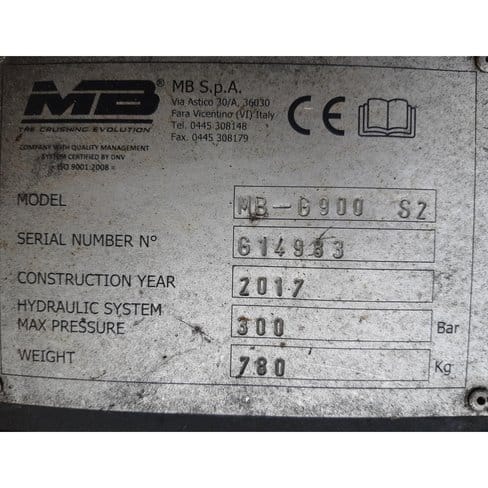 MB®
THE CRUSHING EVOLUTION
COMPANY WITH QUALITY MANAGEMENT
SYSTEM CERTIFIED BY DNV
= ISO 9001:2008 =
MB S.p.A.
Via Astico 30/A, 36030
Fara Vicentino (VI) Italy
Tel. 0445 308148
Fax. 0445 308179
CE
MODEL MB-G900 S2
SERIAL NUMBER N° G14983
CONSTRUCTION YEAR 2017
HYDRAULIC SYSTEM
MAX PRESSURE 300 Bar
WEIGHT 780 Kg